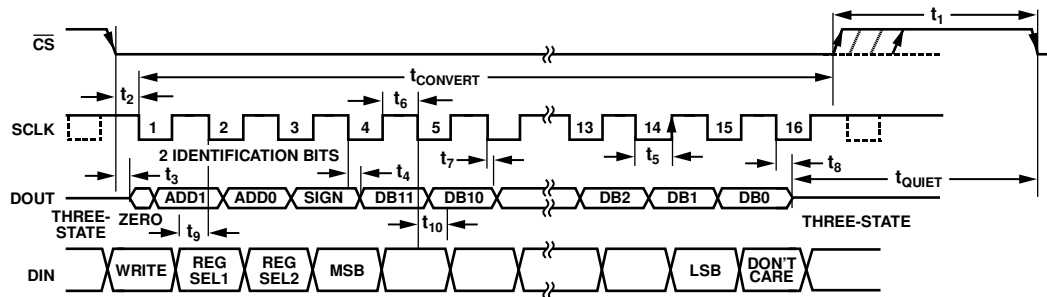 t1
CS
tCONVERT
t2
t6
SCLK
1 2 3 4 5 13 14 15 16
2 IDENTIFICATION BITS
t7
t5
t8
t3
t4
tQUIET
DOUT
ZERO ADD1 ADD0 SIGN DB11 DB10 DB2 DB1 DB0
THREE-
STATE
THREE-STATE
t9
t10
DIN
WRITE
REG
SEL1
REG
SEL2
MSB
LSB
DON'T
CARE